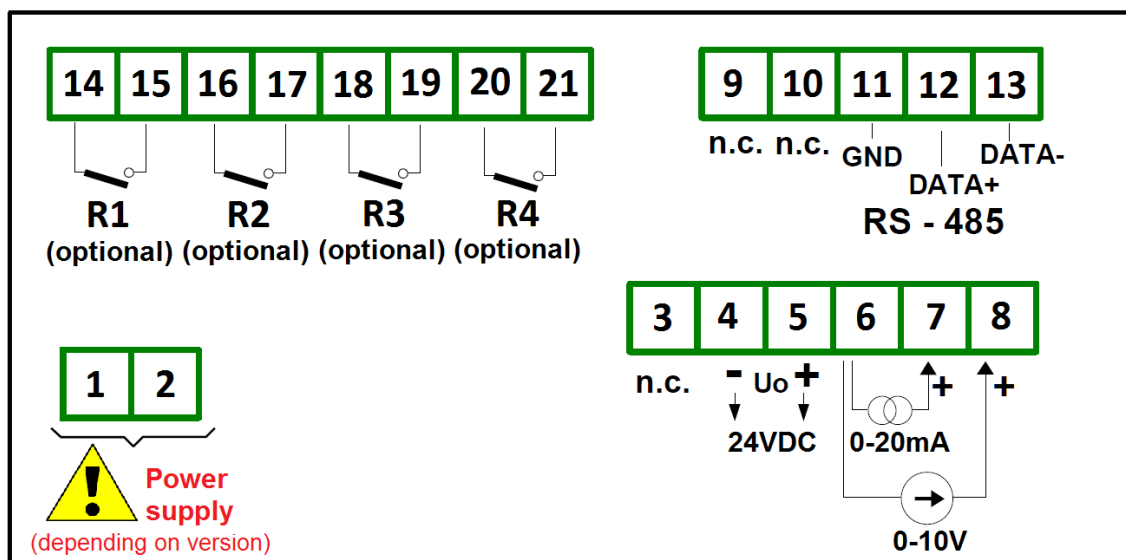 14 15 16 17 18 19 20 21
R1 R2 R3 R4
(optional) (optional) (optional) (optional)
9 10 11 12 13
n.c. n.c. GND DATA+ DATA-
RS - 485
1 2
!
Power
supply
(depending on version)
3 4 5 6 7 8
n.c. - Uo + + +
24VDC 0-20mA
0-10V